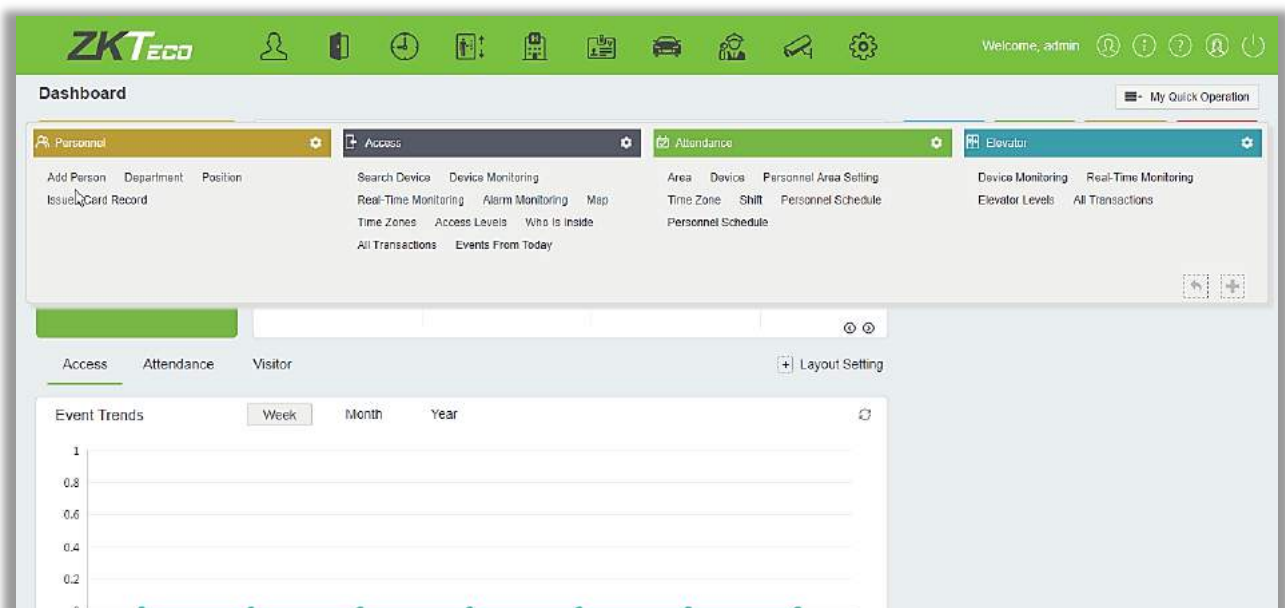 ZKTECO
Welcome, admin
Dashboard
My Quick Operation
Personnel
Add Person Department Position
Issued Card Record
Access
Search Device Device Monitoring
Real-Time Monitoring Alarm Monitoring Map
Time Zones Access Levels Who Is Inside
All Transactions Events From Today
Attendance
Area Device Personnel Area Setting
Time Zone Shift Personnel Schedule
Personnel Schedule
Elevator
Device Monitoring Real-Time Monitoring
Elevator Levels All Transactions
Access Attendance Visitor
Layout Setting
Event Trends Week Month Year
1
0.8
0.6
0.4
0.2